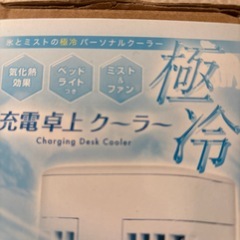 氷とミストの極冷パーソナルクーラー
気化熱
効果
ベッド
ライト
つき
ミスト
&
ファン
極冷
充電卓上クーラー
Charging Desk Cooler